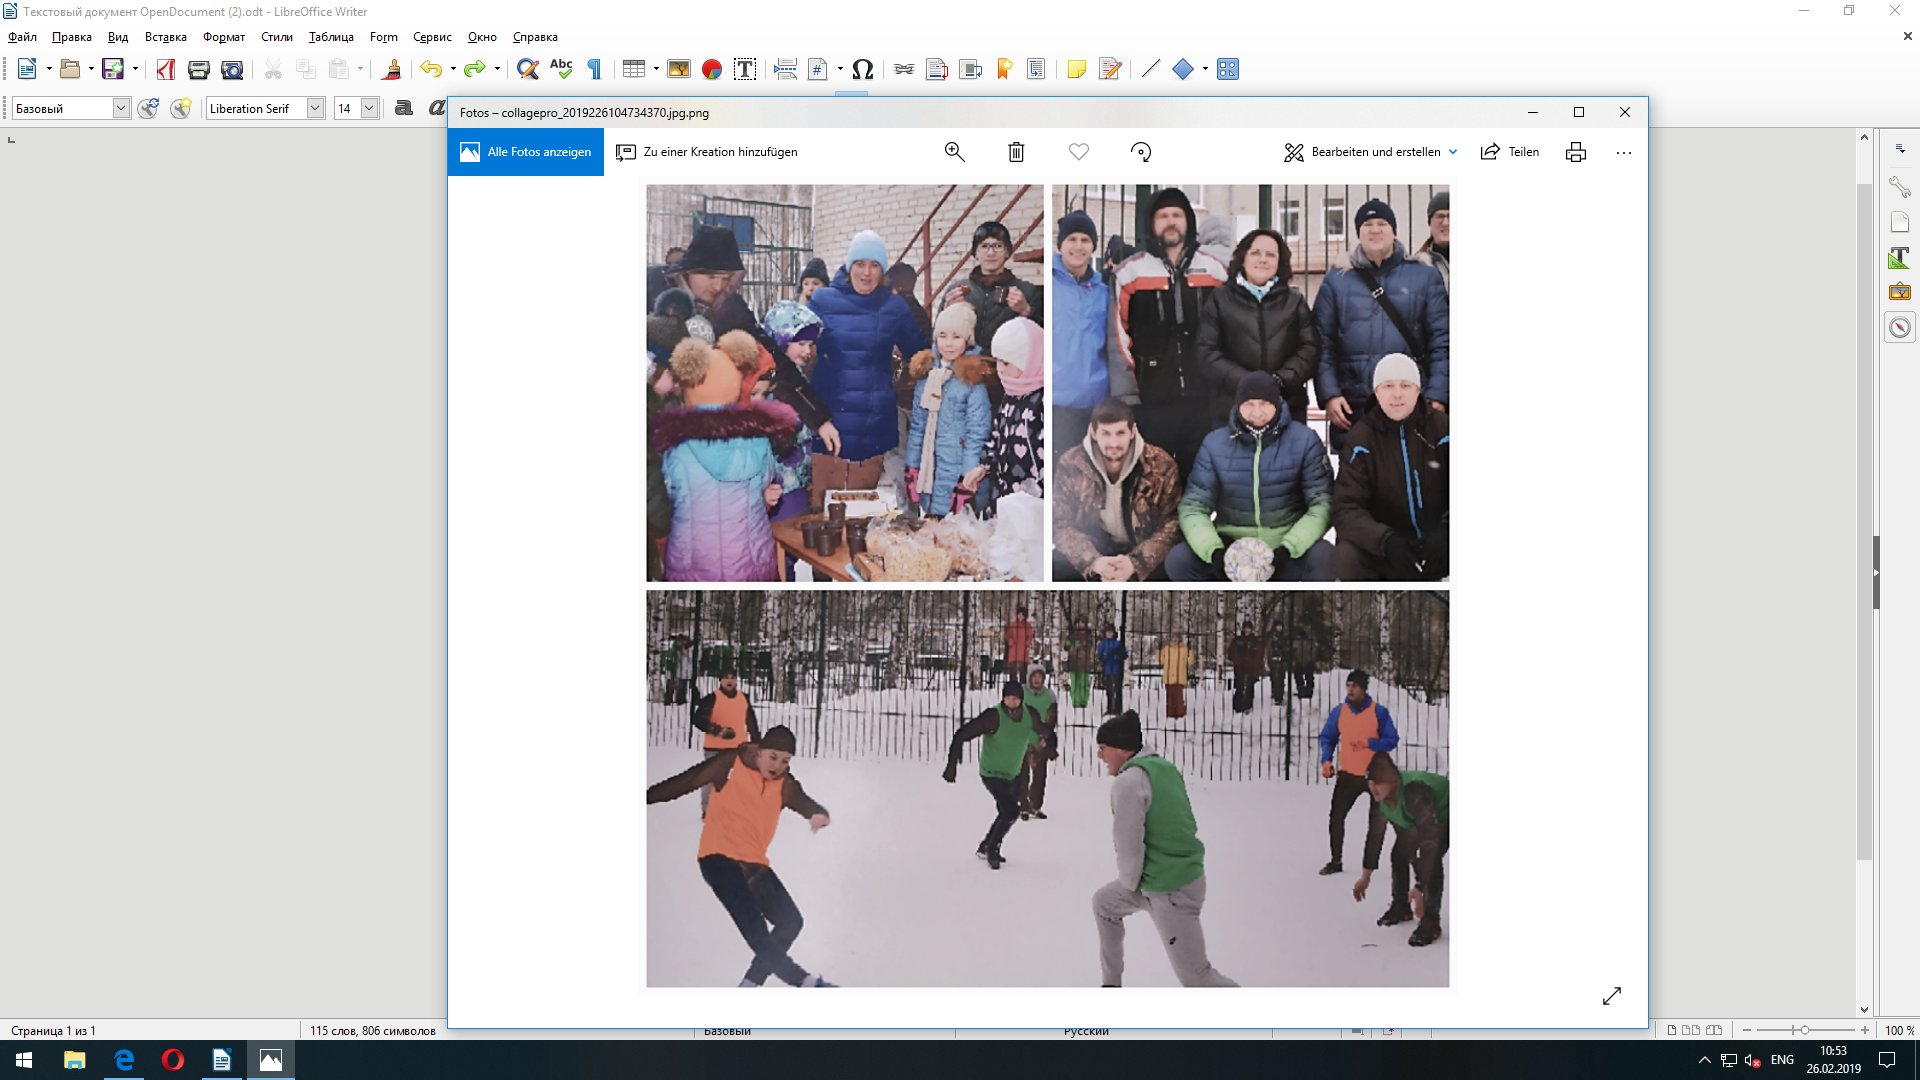 Текстовый документ OpenDocument (2).odt - LibreOffice Writer
Файл Правка Вид Вставка Формат Стили Таблица Form Сервис Окно Справка
Abc
Базовый Liberation Serif 14 a a
Fotos – collagepro_2019226104734370.jpg.png
Alle Fotos anzeigen Zu einer Kreation hinzufügen Bearbeiten und erstellen Teilen
Страница 1 из 1 115 слов, 806 символов Базовый Русский 100 %
ENG 10:53
26.02.2019